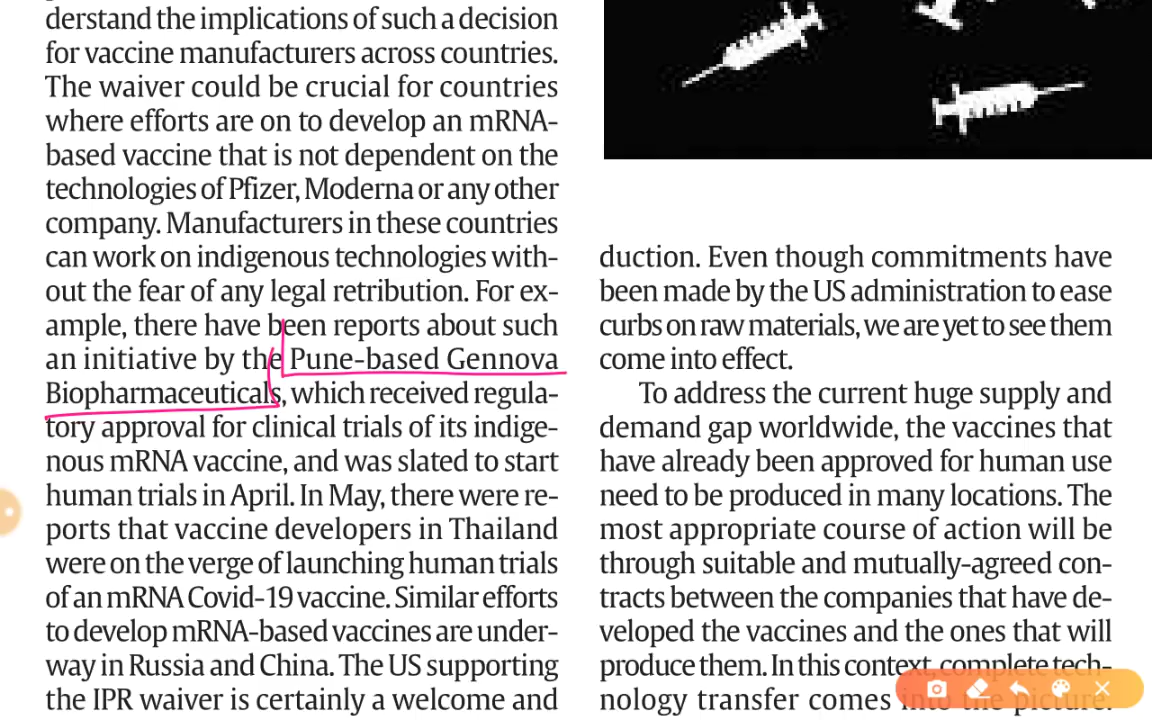 derstand the implications of such a decision
for vaccine manufacturers across countries.
The waiver could be crucial for countries
where efforts are on to develop an mRNA-
based vaccine that is not dependent on the
technologies of Pfizer, Moderna or any other
company. Manufacturers in these countries
can work on indigenous technologies with-
out the fear of any legal retribution. For ex-
ample, there have been reports about such
an initiative by the Pune-based Gennova
Biopharmaceuticals, which received regula-
tory approval for clinical trials of its indige-
nous mRNA vaccine, and was slated to start
human trials in April. In May, there were re-
ports that vaccine developers in Thailand
were on the verge of launching human trials
of an mRNA Covid-19 vaccine. Similar efforts
to develop mRNA-based vaccines are under-
way in Russia and China. The US supporting
the IPR waiver is certainly a welcome and
duction. Even though commitments have
been made by the US administration to ease
curbs on raw materials, we are yet to see them
come into effect.
To address the current huge supply and
demand gap worldwide, the vaccines that
have already been approved for human use
need to be produced in many locations. The
most appropriate course of action will be
through suitable and mutually-agreed con-
tracts between the companies that have de-
veloped the vaccines and the ones that will
produce them. In this context, complete tech-
nology transfer comes into the picture.